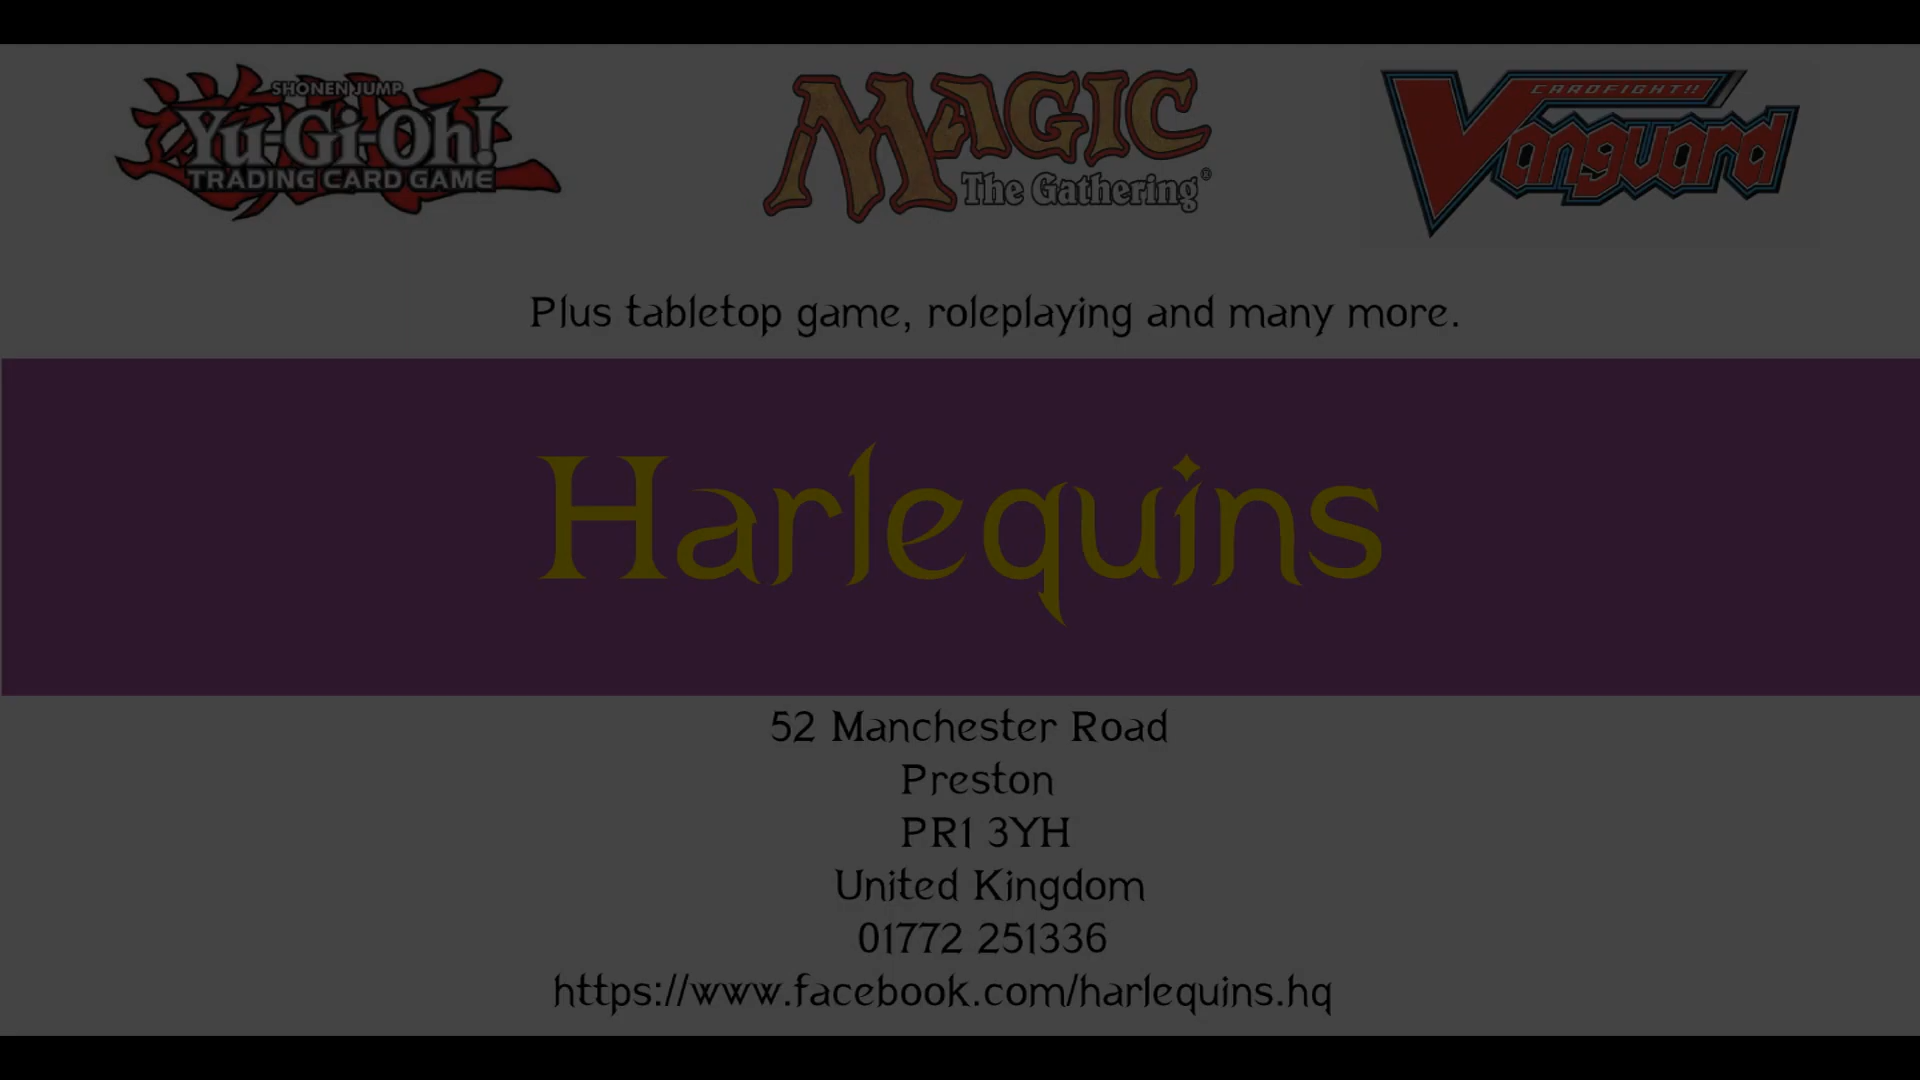 SHONEN JUMP
Yu-Gi-Oh!
TRADING CARD GAME
MAGIC
The Gathering®
CARDFIGHT!!
Vanguard
Plus tabletop game, roleplaying and many more.
Harlequins
52 Manchester Road
Preston
PR1 3YH
United Kingdom
01772 251336
https://www.facebook.com/harlequins.hq